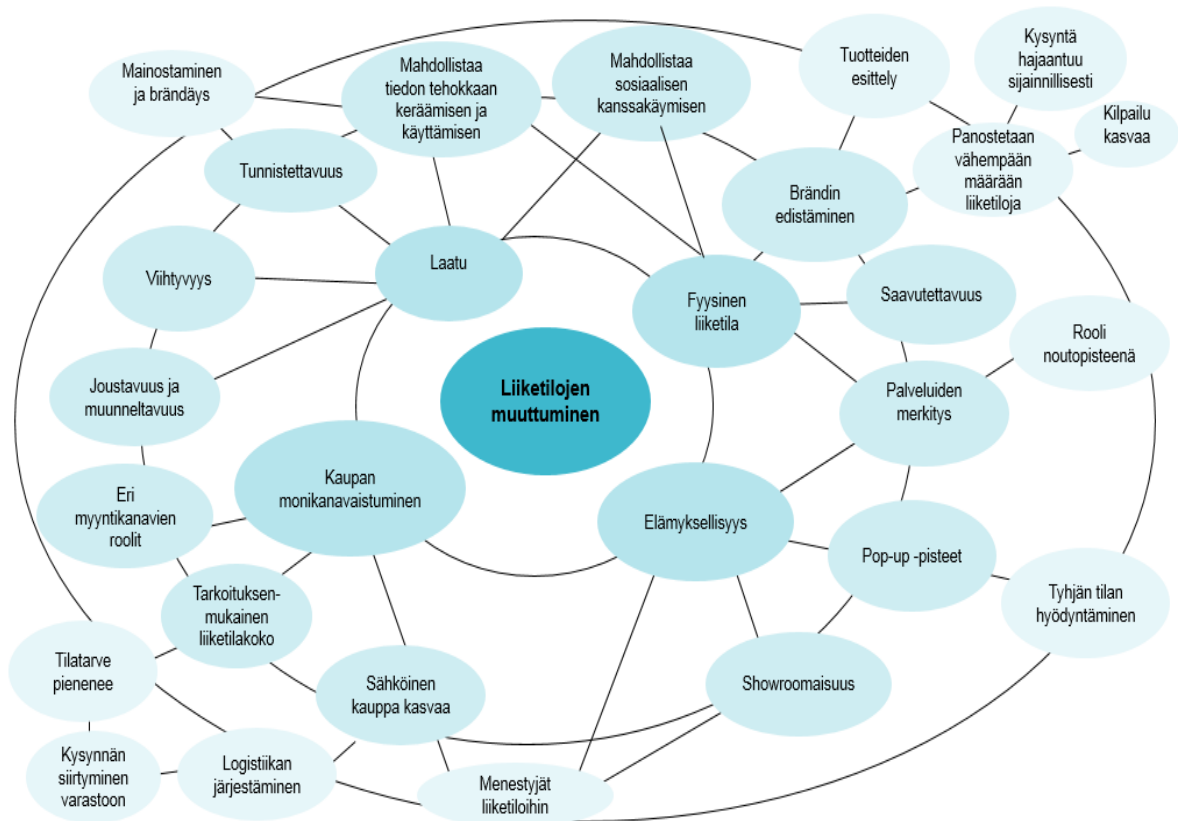 Mainostaminen
ja brändäys
Mahdollistaa
tiedon tehokkaan
keräämisen ja
käyttämisen
Mahdollistaa
sosiaalisen
kanssakäymisen
Tuotteiden
esittely
Kysyntä
hajaantuu
sijainnillisesti
Kilpailu
kasvaa
Panostetaan
vähempään
määrään
liiketiloja
Tunnistettavuus
Brändin
edistäminen
Viihtyvyys
Laatu
Fyysinen
liiketila
Saavutettavuus
Rooli
noutopisteenä
Joustavuus ja
muunneltavuus
Liiketilojen
muuttuminen
Palveluiden
merkitys
Kaupan
monikanavaistuminen
Eri
myyntikanavien
roolit
Elämyksellisyys
Pop-up -pisteet
Tyhjän tilan
hyödyntäminen
Tarkoituksen-
mukainen
liiketilakoko
Tilatarve
pienenee
Sähköinen
kauppa kasvaa
Showroomaisuus
Kysynnän
siirtyminen
varastoon
Logistiikan
järjestäminen
Menestyjät
liiketiloihin